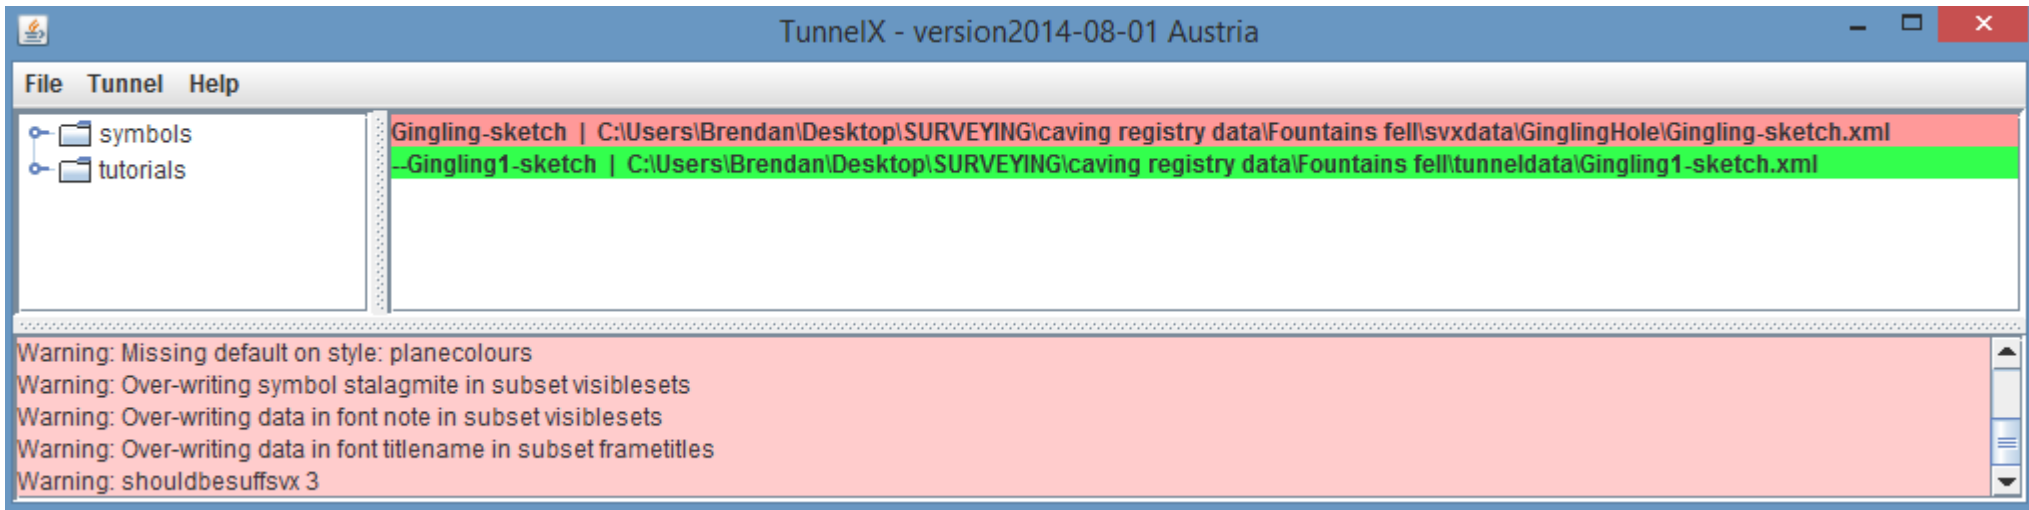 TunnelX - version2014-08-01 Austria
File Tunnel Help
symbols
tutorials
Gingling-sketch | C:\Users\Brendan\Desktop\SURVEYING\caving registry data\Fountains fell\svxdata\GinglingHole\Gingling-sketch.xml
--Gingling1-sketch | C:\Users\Brendan\Desktop\SURVEYING\caving registry data\Fountains fell\tunneldata\Gingling1-sketch.xml
Warning: Missing default on style: planecolours
Warning: Over-writing symbol stalagmite in subset visiblesets
Warning: Over-writing data in font note in subset visiblesets
Warning: Over-writing data in font titlename in subset frametitles
Warning: shouldbesuffsvx 3